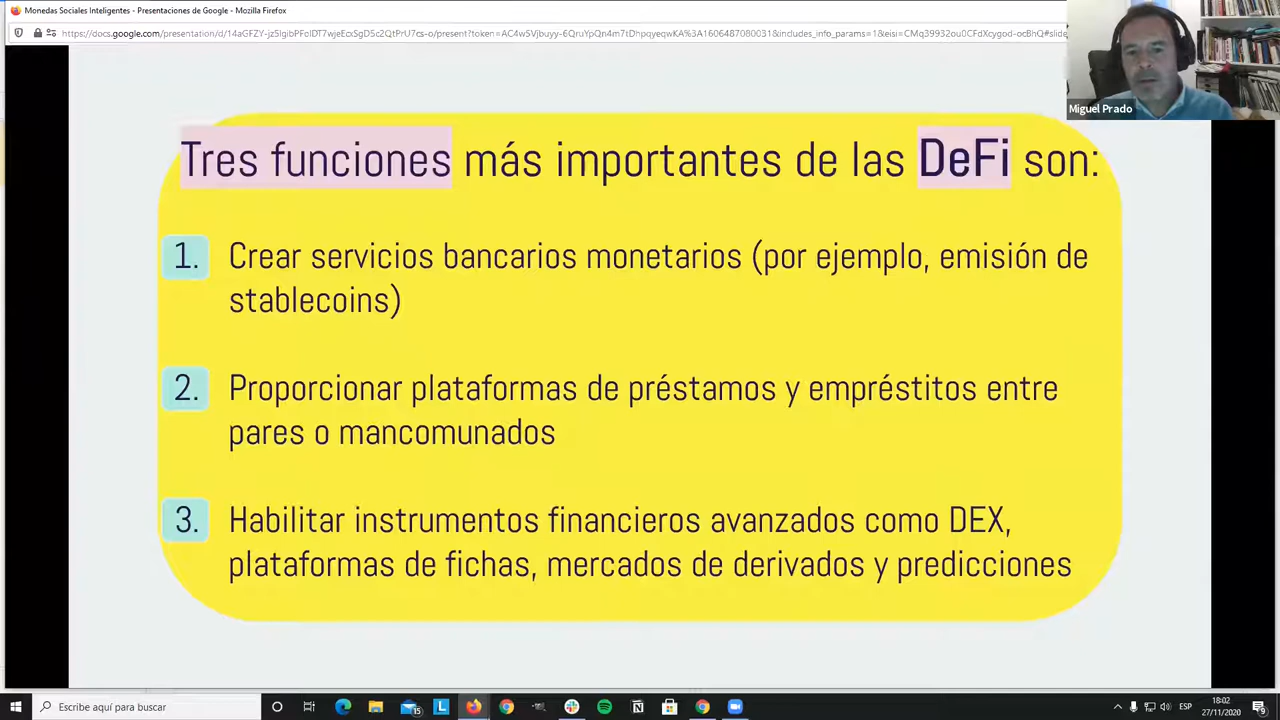 Monedas Sociales Inteligentes - Presentaciones de Google - Mozilla Firefox
Miguel Prado
Tres funciones más importantes de las DeFi son:
1. Crear servicios bancarios monetarios (por ejemplo, emisión de
stablecoins)
2. Proporcionar plataformas de préstamos y empréstitos entre
pares o mancomunados
3. Habilitar instrumentos financieros avanzados como DEX,
plataformas de fichas, mercados de derivados y predicciones
Escribe aquí para buscar
15
L
N
ESP
18:02
27/11/2020